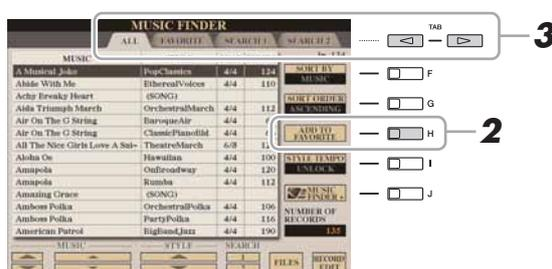 MUSIC FINDER
ALL FAVORITE SEARCH 1 SEARCH 2
TAB
3
MUSIC
A Musical Joke PopClassics 4/4 124
Abide With Me EtherealVoices 4/4 110
Achy Breaky Heart (SONG)
Aida Triumph March OrchestralMarch 4/4 112
Air On The G String BaroqueAir 4/4
Air On The G String ClassicPianoBld 4/4
All The Nice Girls Love A Sai~ TheatreMarch 6/8
Aloha Oe Hawaiian 4/4 100
Amapola OnBroadway 4/4 120
Amapola Rumba 4/4 112
Amazing Grace (SONG)
Amboss Polka OrchestralPolka 4/4 106
Amboss Polka PartyPolka 4/4 116
American Patrol BigBandJazz 4/4 190
SORT BY
MUSIC
F
SORT ORDER
ASCENDING
G
ADD TO
FAVORITE
H
2
STYLE TEMPO
UNLOCK
I
MUSIC
FINDER +
J
NUMBER OF
RECORDS
135
MUSIC STYLE SEARCH
1
2
FILES
RECORD
EDIT